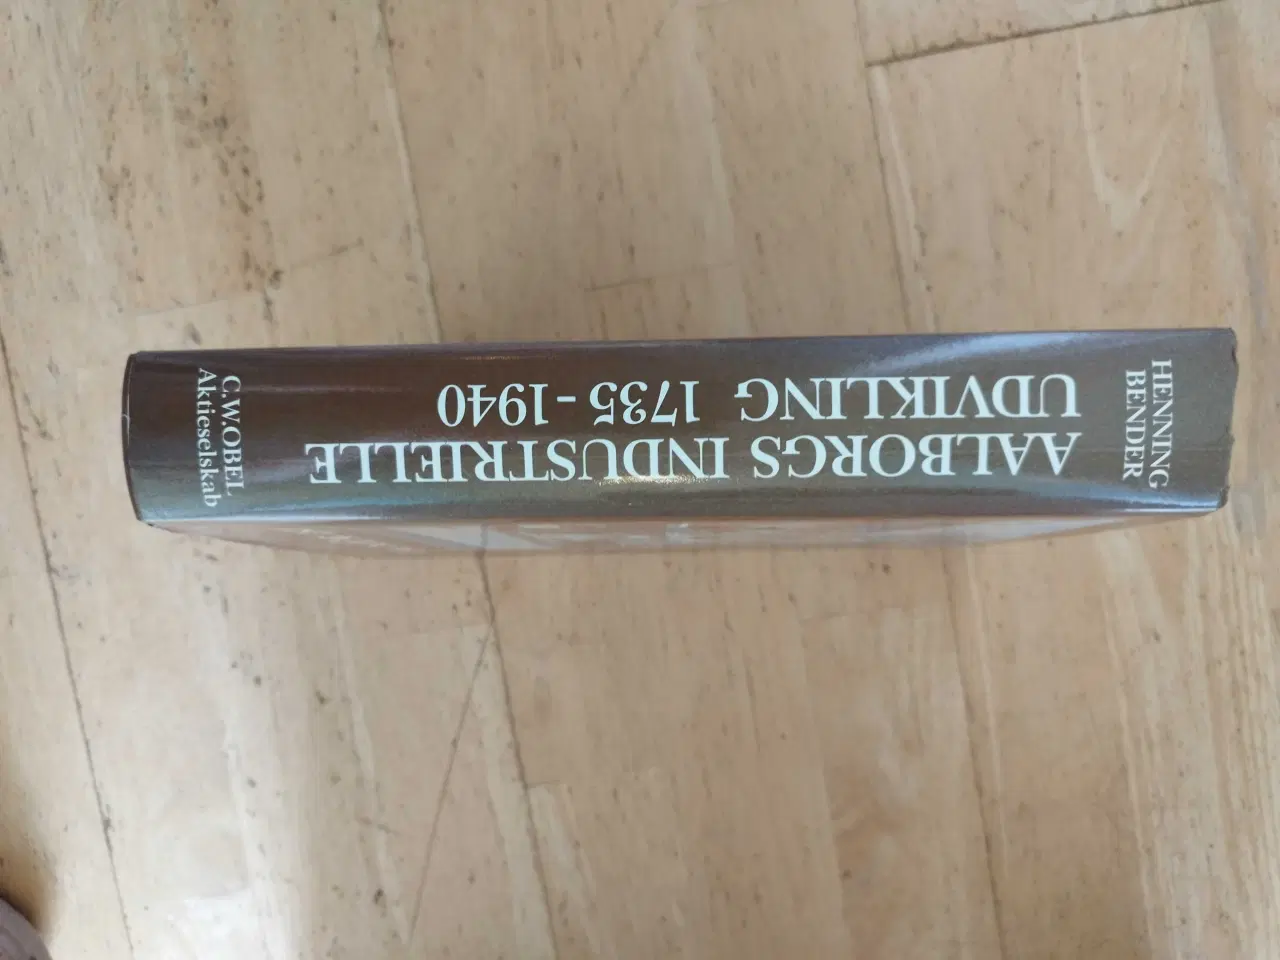 HENNING
BENDER
AALBORGS INDUSTRIELLE
UDVIKLING 1735-1940
C.W.OBEL
Aktieselskab